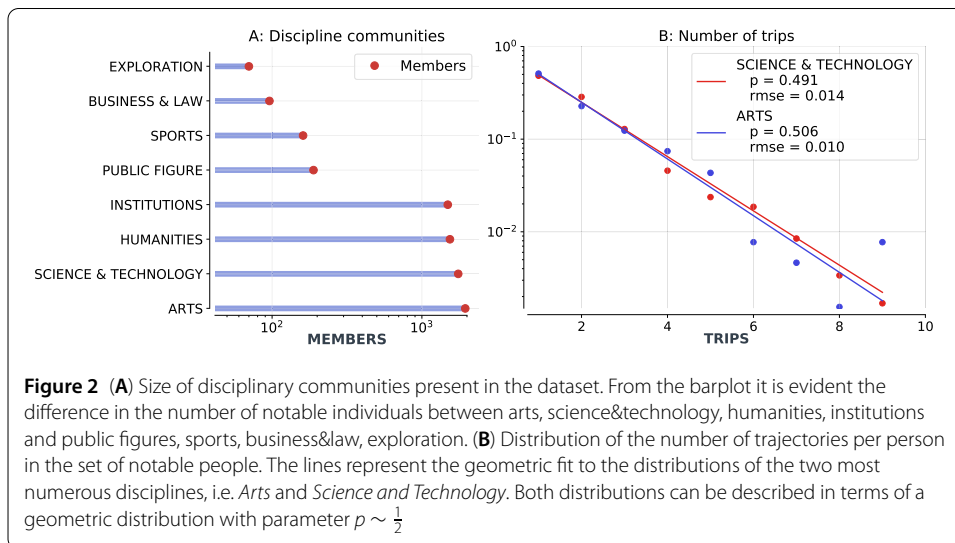 A: Discipline communities
EXPLORATION
BUSINESS & LAW
SPORTS
PUBLIC FIGURE
INSTITUTIONS
HUMANITIES
SCIENCE & TECHNOLOGY
ARTS
Members
10²
10³
MEMBERS
B: Number of trips
10⁰
10⁻¹
10⁻²
SCIENCE & TECHNOLOGY
p = 0.491
rmse = 0.014
ARTS
p = 0.506
rmse = 0.010
2
4
6
8
10
TRIPS
Figure 2 (A) Size of disciplinary communities present in the dataset. From the barplot it is evident the
difference in the number of notable individuals between arts, science&technology, humanities, institutions
and public figures, sports, business&law, exploration. (B) Distribution of the number of trajectories per person
in the set of notable people. The lines represent the geometric fit to the distributions of the two most
numerous disciplines, i.e. Arts and Science and Technology. Both distributions can be described in terms of a
geometric distribution with parameter p ∼ 1/2